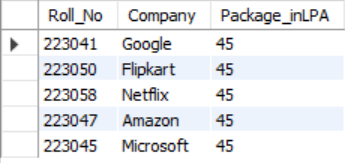 Roll_No Company Package_inLPA
223041 Google 45
223050 Flipkart 45
223058 Netflix 45
223047 Amazon 45
223045 Microsoft 45